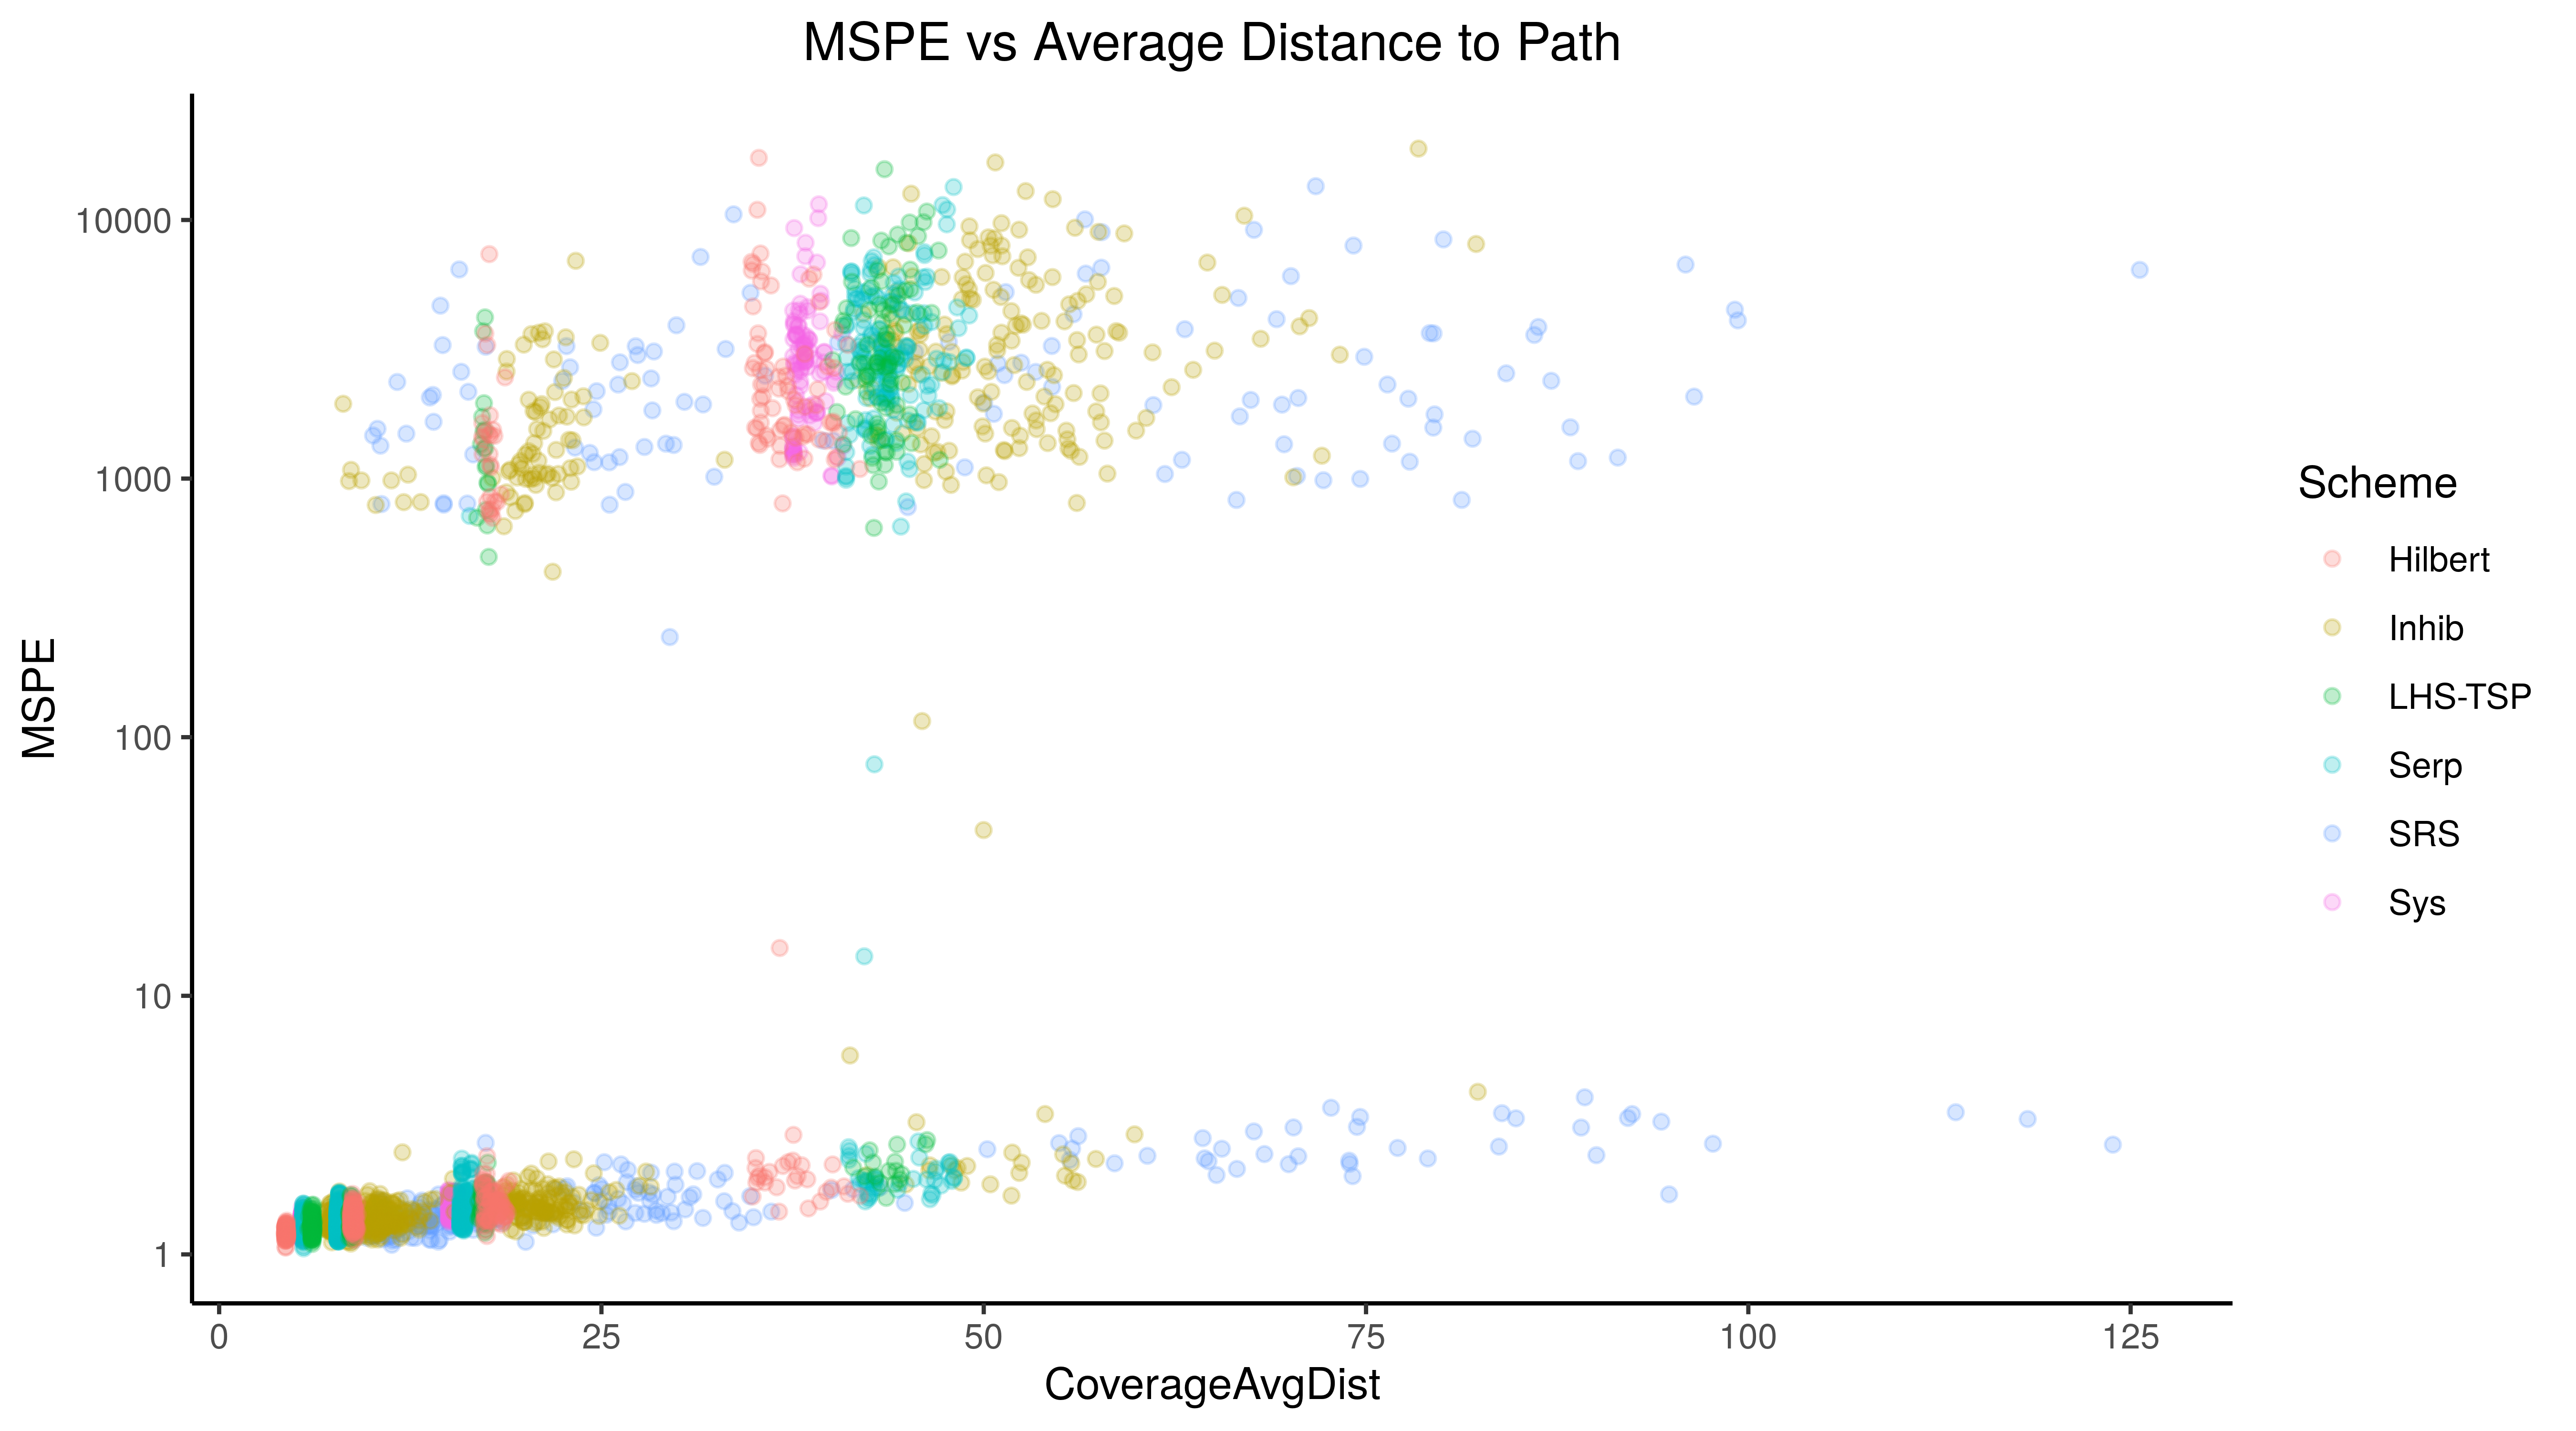 MSPE vs Average Distance to Path
MSPE
10000
1000
100
10
1
0 25 50 75 100 125
CoverageAvgDist
Scheme
Hilbert
Inhib
LHS-TSP
Serp
SRS
Sys